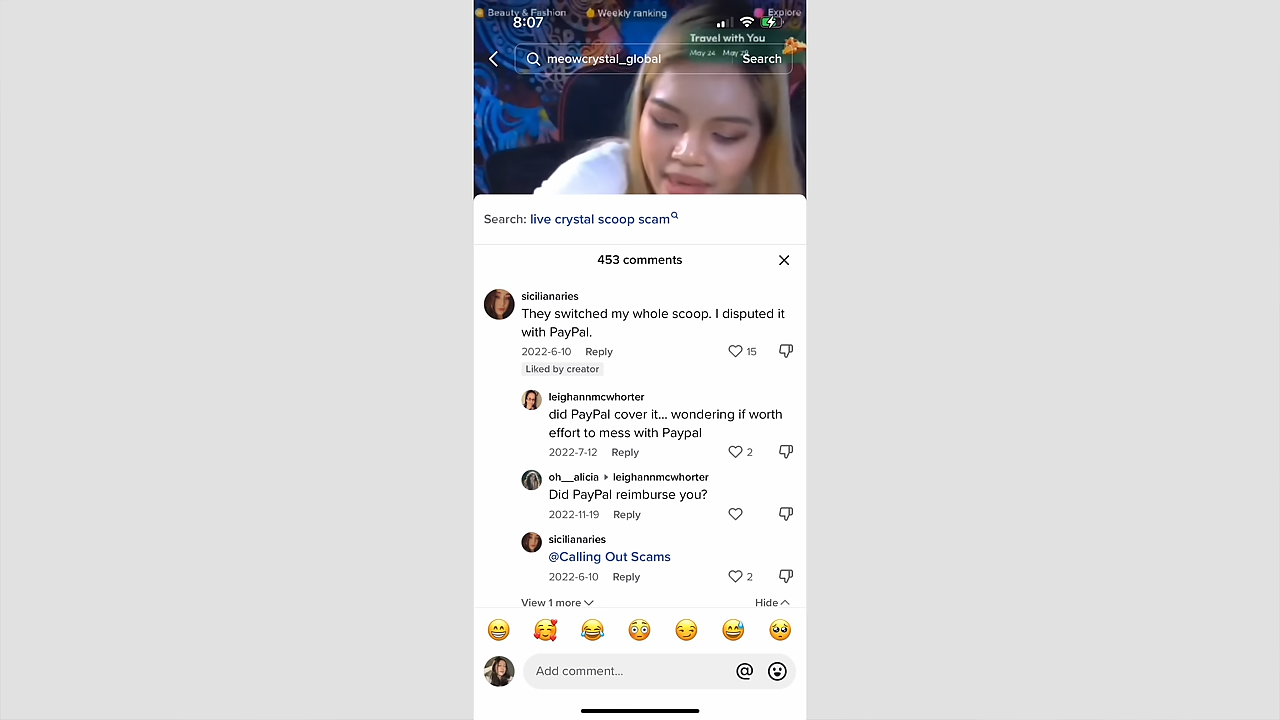 Beauty & Fashion Weekly ranking Explore
8:07
Travel with You
May 24 May 29
meowcrystal_global Search
Search: live crystal scoop scam
453 comments
sicilianaries
They switched my whole scoop. I disputed it
with PayPal.
2022-6-10 Reply 15
Liked by creator
leighannmcwhorter
did PayPal cover it... wondering if worth
effort to mess with Paypal
2022-7-12 Reply 2
oh__alicia leighannmcwhorter
Did PayPal reimburse you?
2022-11-19 Reply
sicilianaries
@Calling Out Scams
2022-6-10 Reply 2
View 1 more Hide
Add comment... @